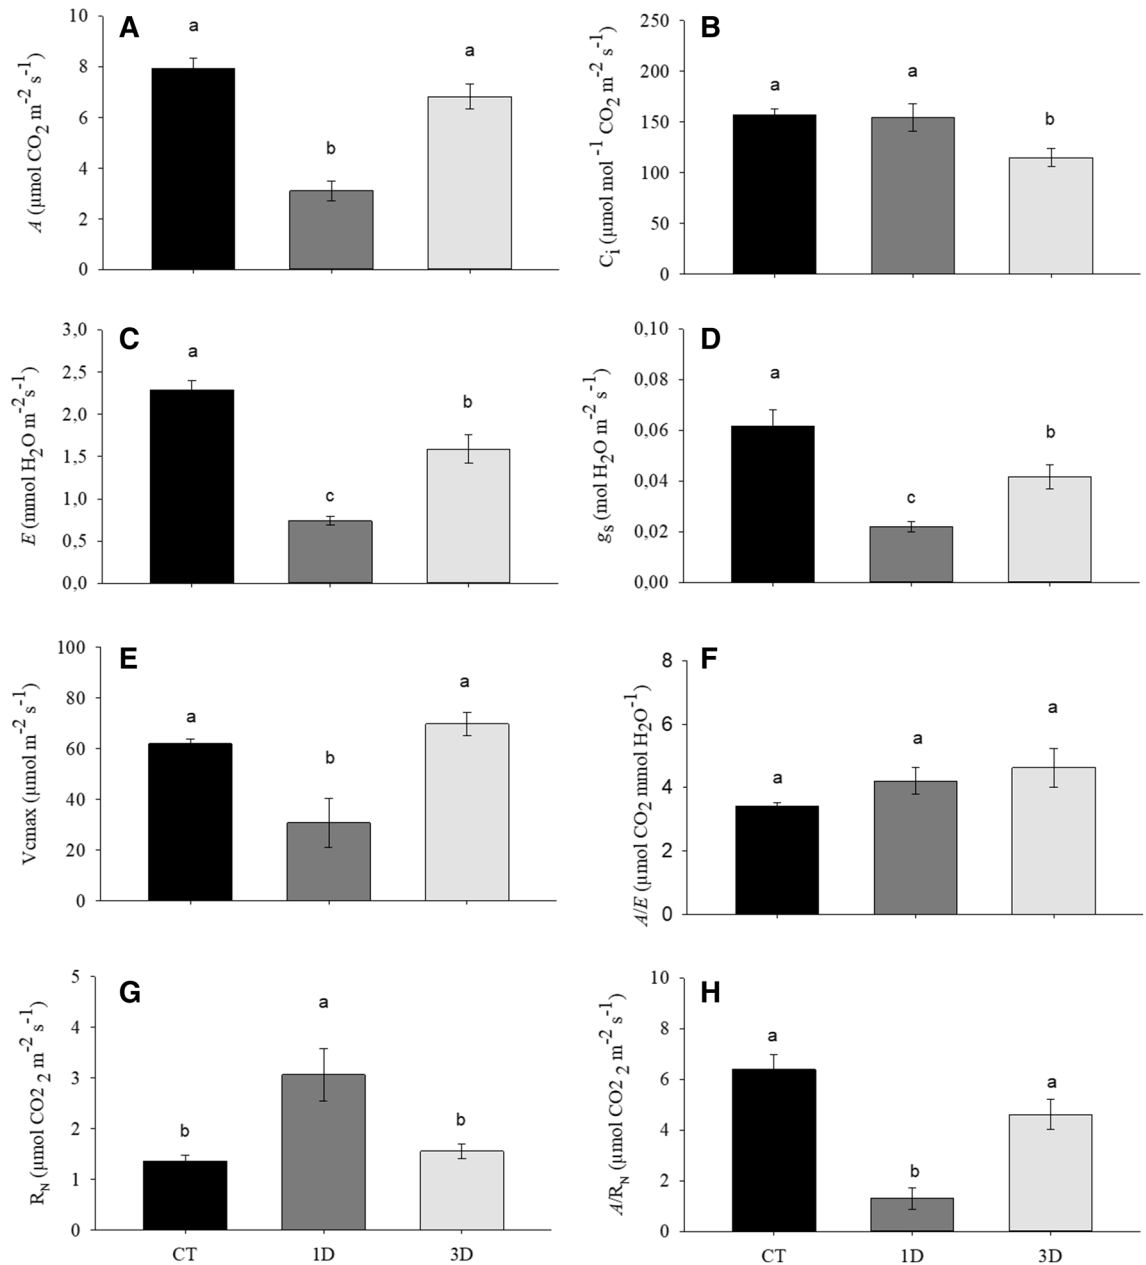 A
A (µmol CO2 m-2 s-1)
10
8
6
4
2
0
a
b
a
B
Ci (µmol mol-1 CO2 m-2 s-1)
250
200
150
100
50
0
a
a
b
C
E (mmol H2O m-2s-1)
3,0
2,5
2,0
1,5
1,0
0,5
0,0
a
c
b
D
gs (mol H2O m-2 s-1)
0,10
0,08
0,06
0,04
0,02
0,00
a
c
b
E
Vcmax (µmol m-2 s-1)
100
80
60
40
20
0
a
b
a
F
A/E (µmol CO2 mmol H2O-1)
8
6
4
2
0
a
a
a
G
RN (µmol CO2 2 m-2 s-1)
5
4
3
2
1
0
b
a
b
CT
1D
3D
H
A/RN (µmol CO2 2 m-2 s-1)
10
8
6
4
2
0
a
b
a
CT
1D
3D